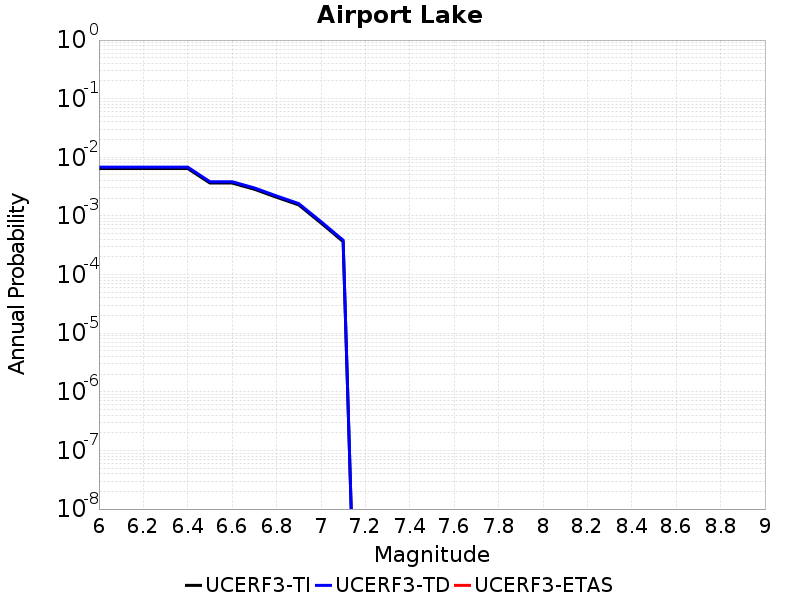 Airport Lake
10^0
10^-1
10^-2
10^-3
10^-4
10^-5
10^-6
10^-7
10^-8
Annual Probability
6 6.2 6.4 6.6 6.8 7 7.2 7.4 7.6 7.8 8 8.2 8.4 8.6 8.8 9
Magnitude
UCERF3-TI UCERF3-TD UCERF3-ETAS